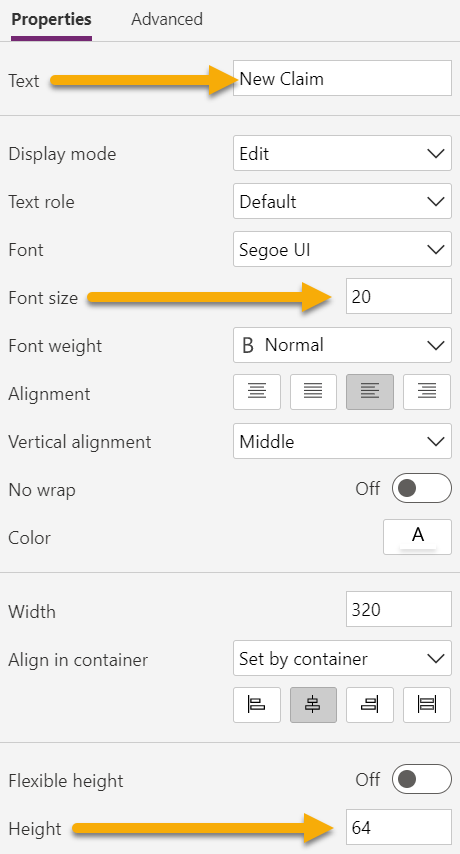 Properties Advanced
Text New Claim
Display mode Edit
Text role Default
Font Segoe UI
Font size 20
Font weight B Normal
Alignment
Vertical alignment Middle
No wrap Off
Color A
Width 320
Align in container Set by container
Flexible height Off
Height 64